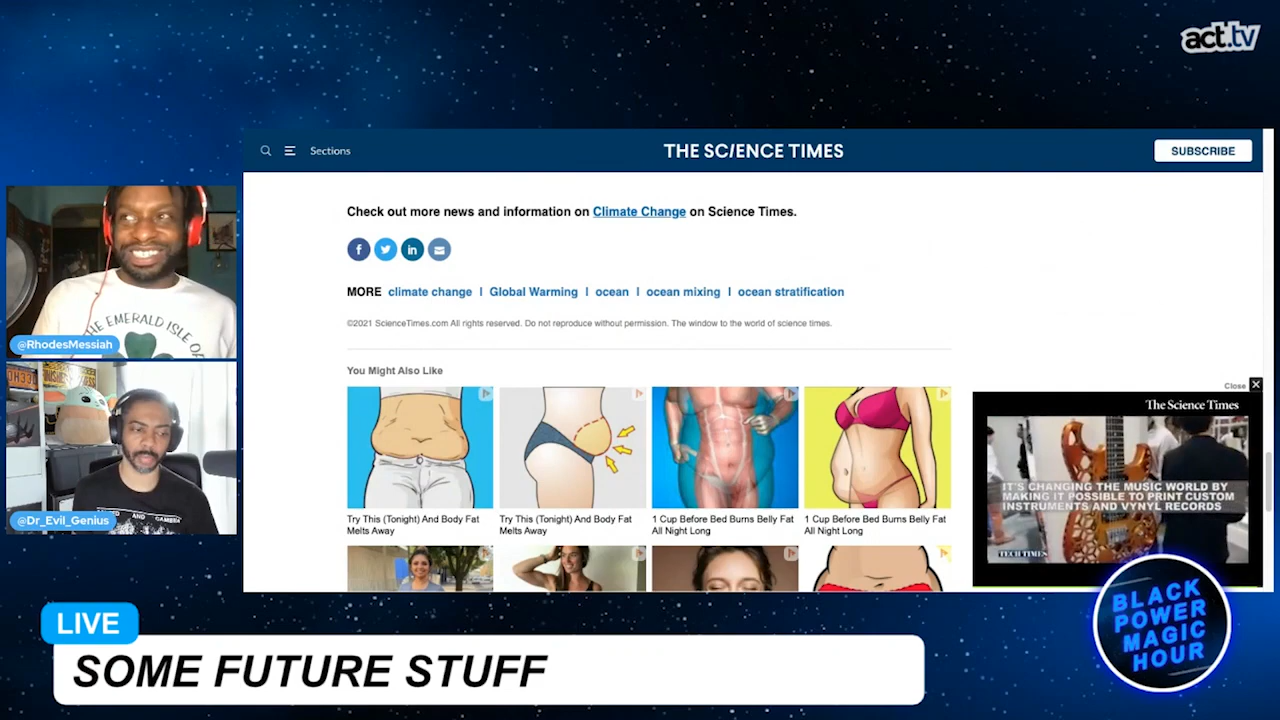 act.tv
Sections
THE SC/ENCE TIMES
SUBSCRIBE
Check out more news and information on Climate Change on Science Times.
f
in
MORE climate change | Global Warming | ocean | ocean mixing | ocean stratification
©2021 ScienceTimes.com All rights reserved. Do not reproduce without permission. The window to the world of science times.
You Might Also Like
Try This (Tonight) And Body Fat
Melts Away
Try This (Tonight) And Body Fat
Melts Away
1 Cup Before Bed Burns Belly Fat
All Night Long
1 Cup Before Bed Burns Belly Fat
All Night Long
Close X
The Science Times
IT'S CHANGING THE MUSIC WORLD BY
MAKING IT POSSIBLE TO PRINT CUSTOM
INSTRUMENTS AND VYNYL RECORDS
TECH TIMES
THE EMERALD ISLE OF
@RhodesMessiah
@Dr_Evil_Genius
BLACK
POWER
MAGIC
HOUR
LIVE
SOME FUTURE STUFF